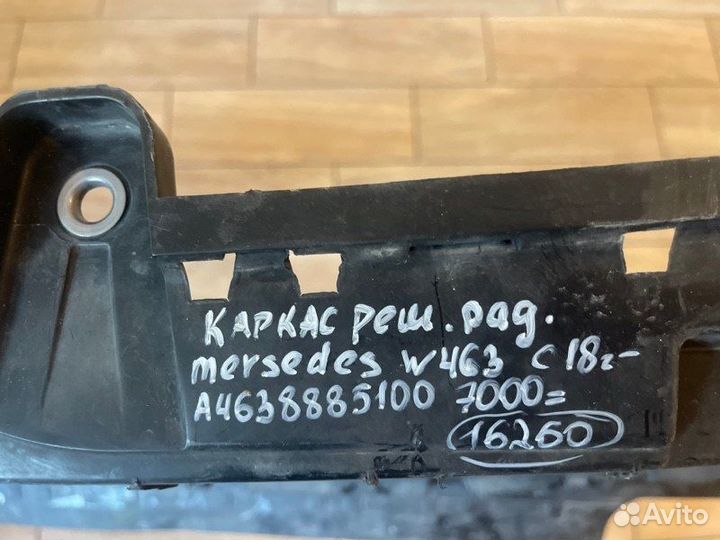 КАРКАС реш. рад.
mersedes w463 с 18г-
A4638885100 7000=
16260
Avito